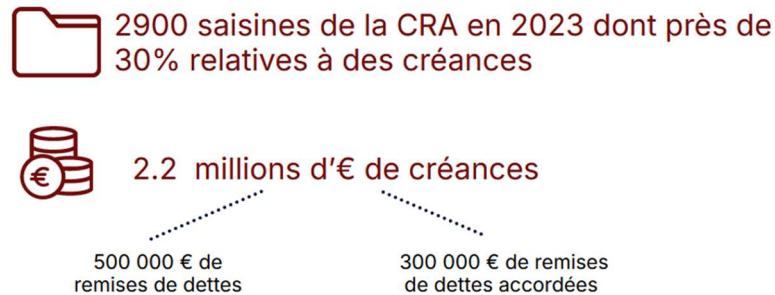 2900 saisines de la CRA en 2023 dont près de
30% relatives à des créances
€
2.2 millions d'€ de créances
500 000 € de
remises de dettes
300 000 € de remises
de dettes accordées